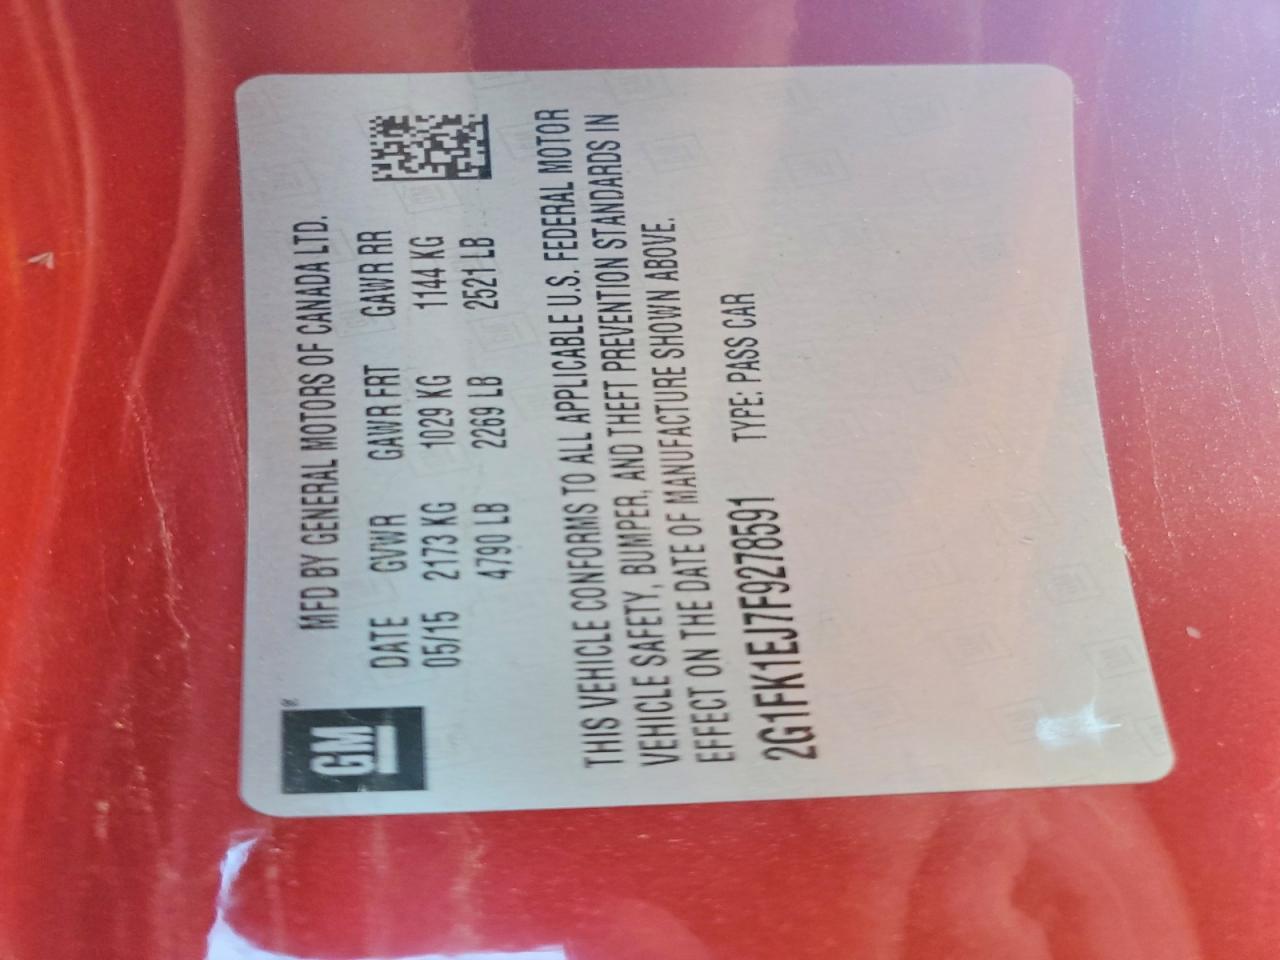 GM
MFD BY GENERAL MOTORS OF CANADA LTD.
DATE GVWR GAWR FRT GAWR RR
05/15 2173 KG 1029 KG 1144 KG
4790 LB 2269 LB 2521 LB
THIS VEHICLE CONFORMS TO ALL APPLICABLE U.S. FEDERAL MOTOR
VEHICLE SAFETY, BUMPER, AND THEFT PREVENTION STANDARDS IN
EFFECT ON THE DATE OF MANUFACTURE SHOWN ABOVE.
2G1FK1EJ7F9278591 TYPE: PASS CAR